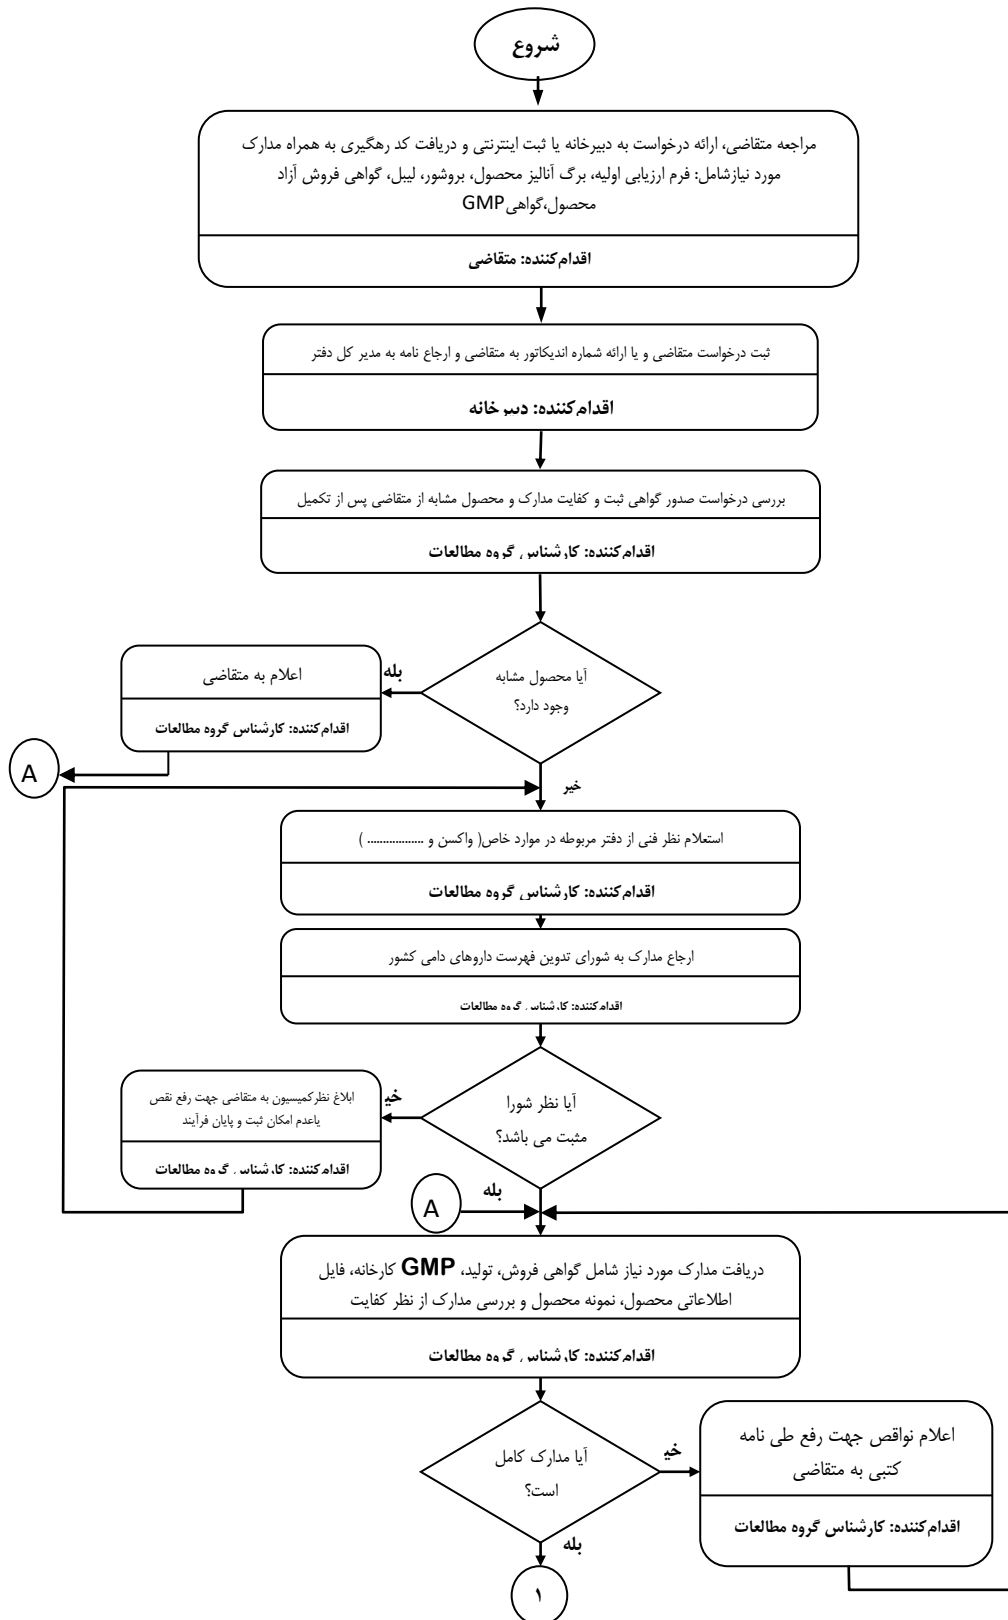 شروع
مراجعه متقاضی، ارائه درخواست به دبیرخانه یا ثبت اینترنتی و دریافت کد رهگیری به همراه مدارک
مورد نیازشامل: فرم ارزیابی اولیه، برگ آنالیز محصول، بروشور، لیبل، گواهی فروش آزاد
محصول،گواهیGMP
اقدام‌کننده: متقاضی
ثبت درخواست متقاضی و یا ارائه شماره اندیکاتور به متقاضی و ارجاع نامه به مدیر کل دفتر
اقدام‌کننده: دبیرخانه
بررسی درخواست صدور گواهی ثبت و کفایت مدارک و محصول مشابه از متقاضی پس از تکمیل
اقدام‌کننده: کارشناس گروه مطالعات
آیا محصول مشابه
وجود دارد؟
بله
اعلام به متقاضی
اقدام‌کننده: کارشناس گروه مطالعات
A
خیر
استعلام نظر فنی از دفتر مربوطه در موارد خاص( واکسن و .................. )
اقدام‌کننده: کارشناس گروه مطالعات
ارجاع مدارک به شورای تدوین فهرست داروهای دامی کشور
اقدام‌کننده: کارشناس گروه مطالعات
آیا نظر شورا
مثبت می باشد؟
خیر
ابلاغ نظرکمیسیون به متقاضی جهت رفع نقص
یاعدم امکان ثبت و پایان فرآیند
اقدام‌کننده: کارشناس گروه مطالعات
بله
A
دریافت مدارک مورد نیاز شامل گواهی فروش، تولید، GMP کارخانه، فایل
اطلاعاتی محصول، نمونه محصول و بررسی مدارک از نظر کفایت
اقدام‌کننده: کارشناس گروه مطالعات
آیا مدارک کامل
است؟
خیر
اعلام نواقص جهت رفع طی نامه
کتبی به متقاضی
اقدام‌کننده: کارشناس گروه مطالعات
بله
۱